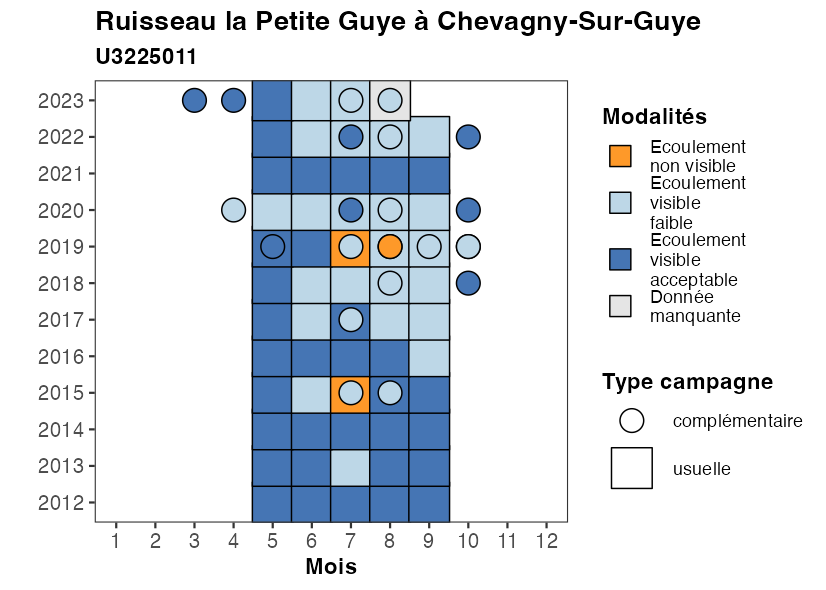 Ruisseau la Petite Guye à Chevagny-Sur-Guye
U3225011
2023
2022
2021
2020
2019
2018
2017
2016
2015
2014
2013
2012
1 2 3 4 5 6 7 8 9 10 11 12
Mois
Modalités
Ecoulement
non visible
Ecoulement
visible
faible
Ecoulement
visible
acceptable
Donnée
manquante
Type campagne
complémentaire
usuelle